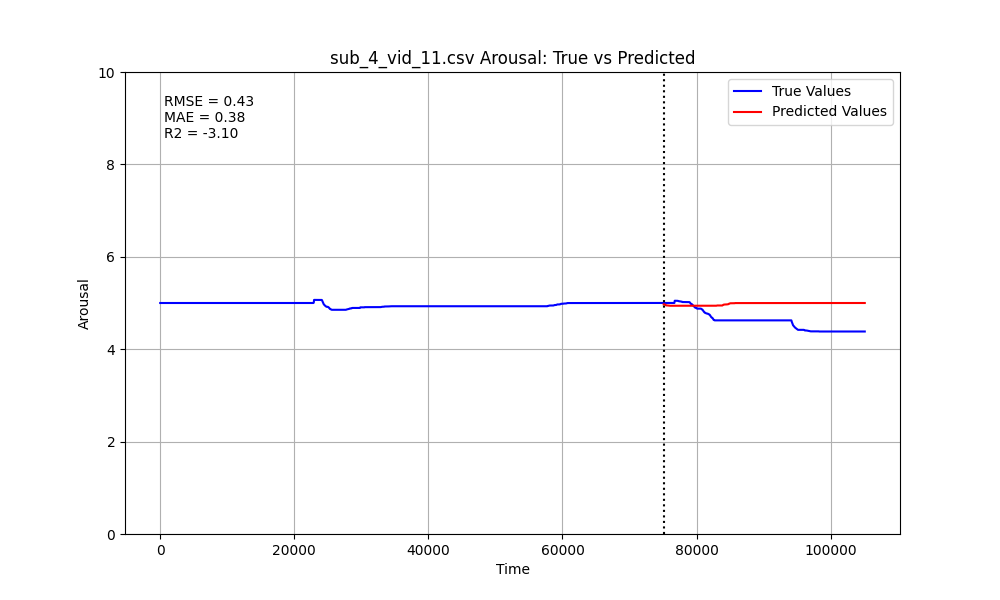 sub_4_vid_11.csv Arousal: True vs Predicted
RMSE = 0.43
MAE = 0.38
R2 = -3.10
True Values
Predicted Values
Arousal
10
8
6
4
2
0
0 20000 40000 60000 80000 100000
Time